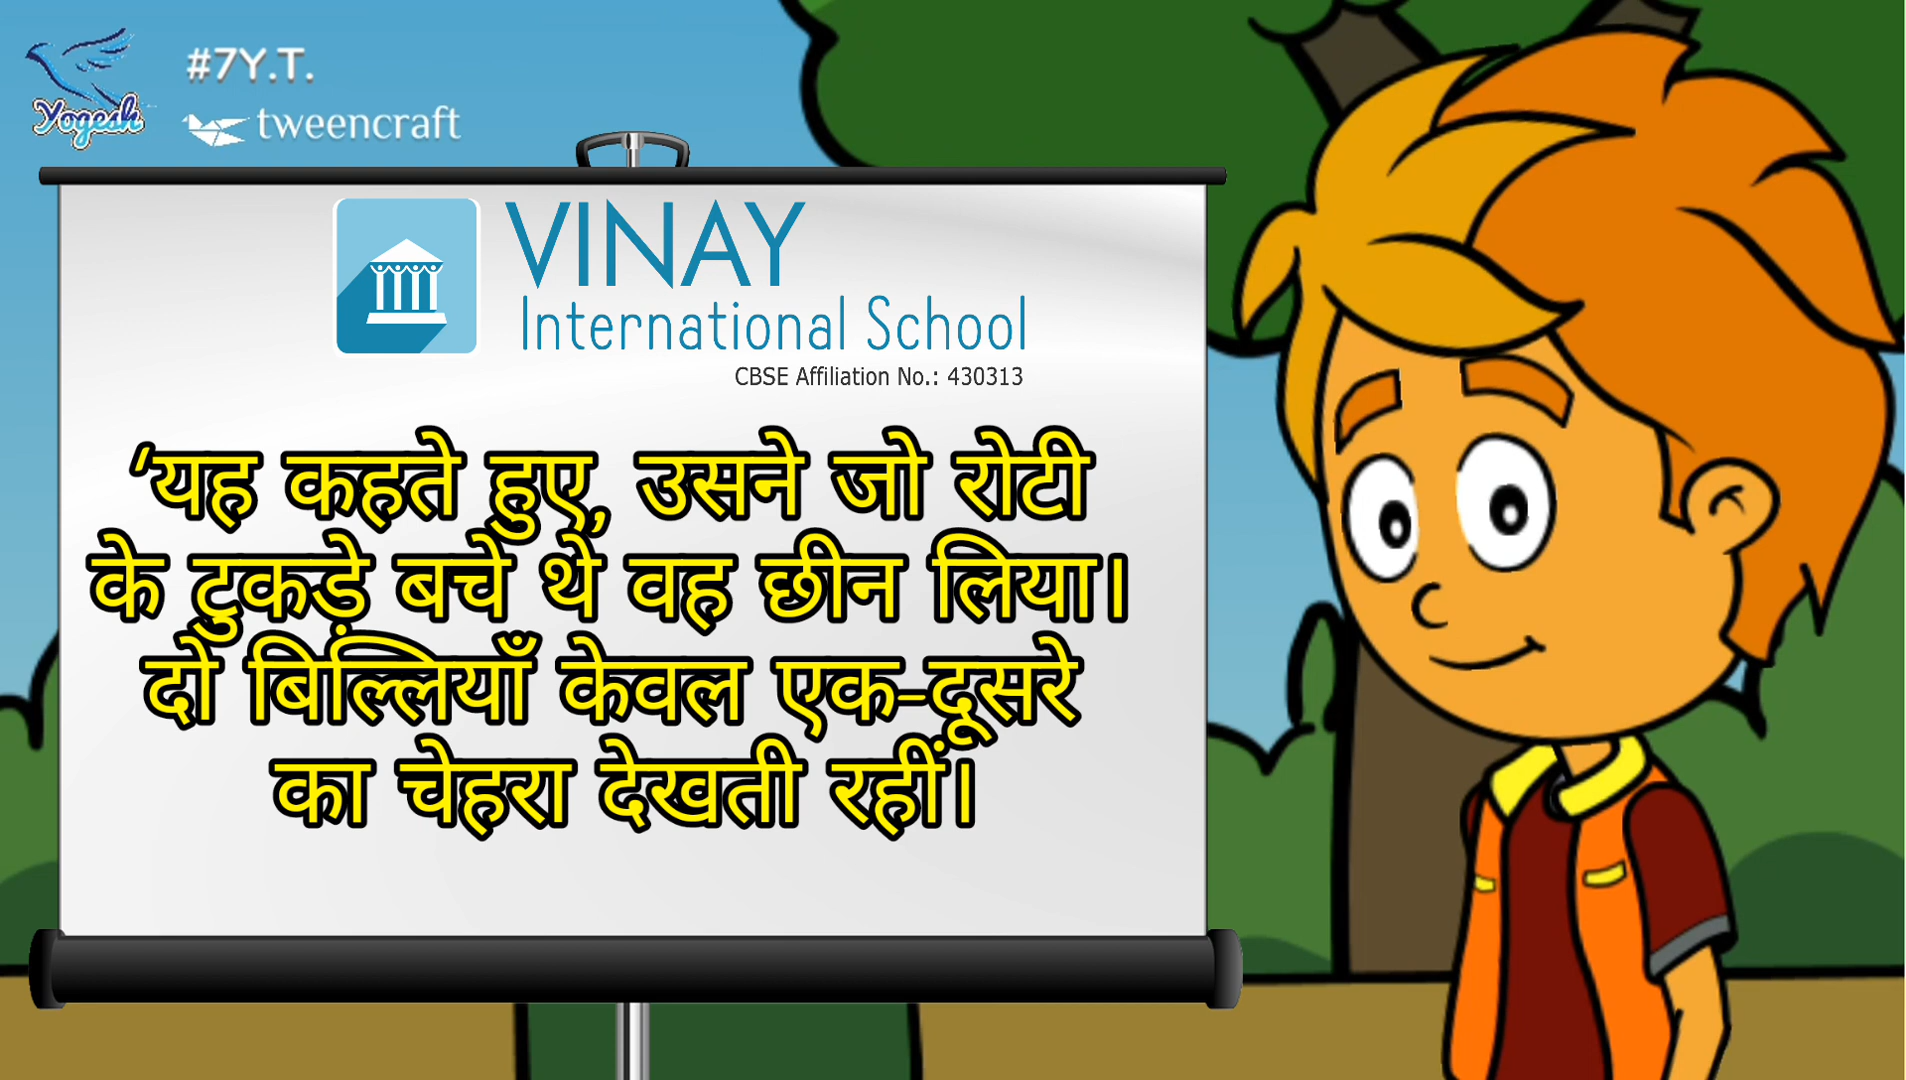 #7Y.T.
Yogesh
tweencraft
VINAY
International School
CBSE Affiliation No.: 430313
‘यह कहते हुए, उसने जो रोटी
के टुकड़े बचे थे वह छीन लिया।
दो बिल्लियाँ केवल एक-दूसरे
का चेहरा देखती रहीं।